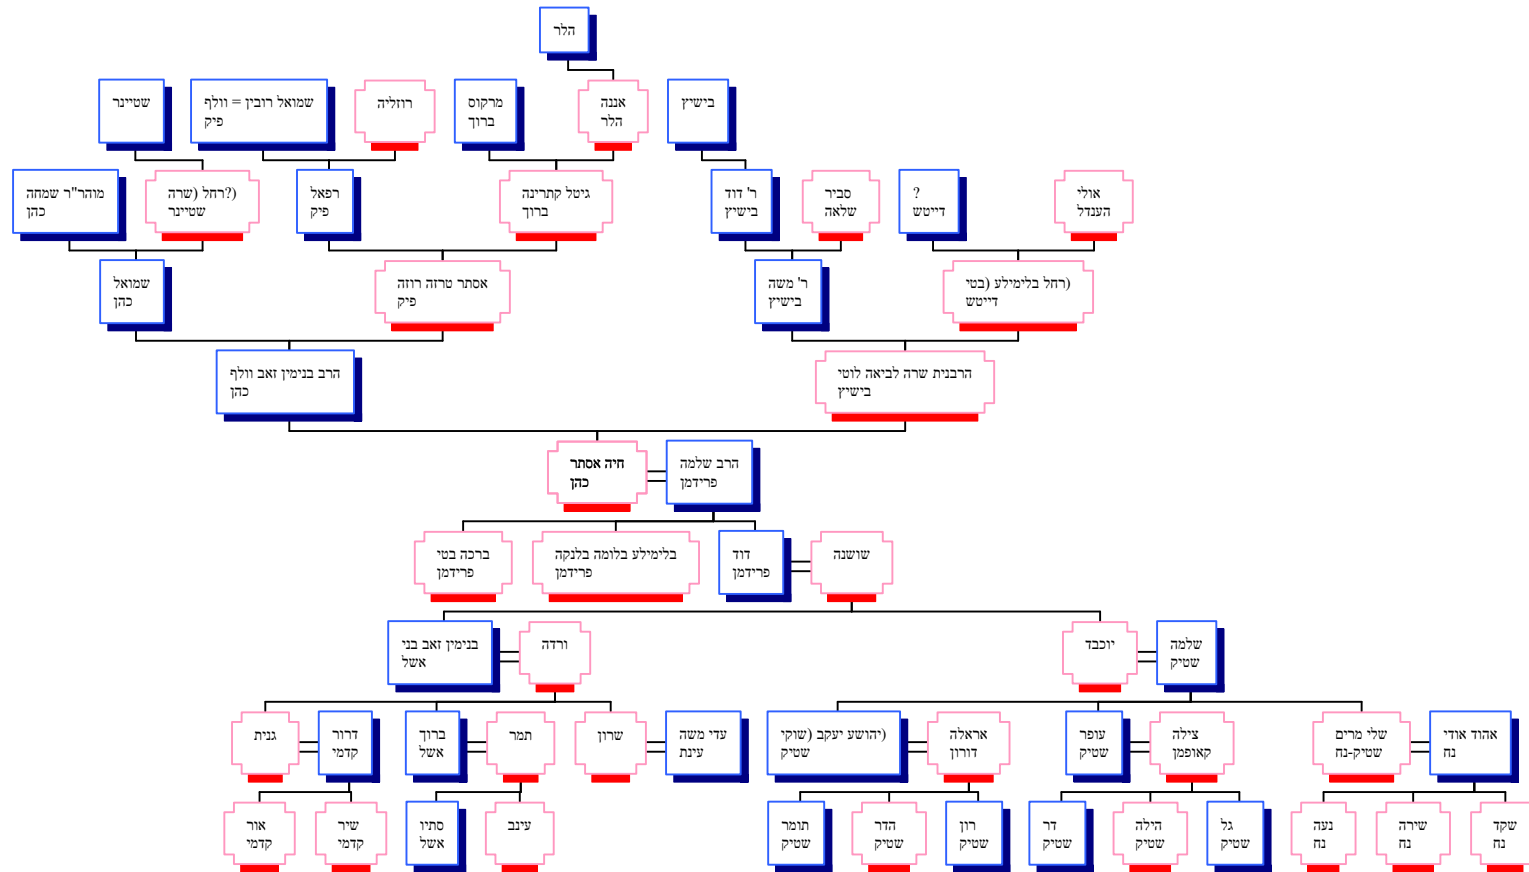 הלר
שטיינר
שמואל רובין = וולף
פיק
רוזליה
מרקוס
ברוך
אננה
הלר
בישיץ
מוהר"ר שמחה
כהן
(?רחל (שרה
שטיינר
רפאל
פיק
גיטל קתרינה
ברוך
ר' דוד
בישיץ
סביר
שלאה
?
דייטש
אולי
הענדל
שמואל
כהן
אסתר טרזה רוזה
פיק
ר' משה
בישיץ
(רחל בלימילע (בטי
דייטש
הרב בנימין זאב וולף
כהן
הרבנית שרה לביאה לוטי
בישיץ
חיה אסתר
כהן
הרב שלמה
פרידמן
ברכה בטי
פרידמן
בלימילע בלומה בלנקה
פרידמן
דוד
פרידמן
שושנה
בנימין זאב בני
אשל
ורדה
יוכבד
שלמה
שטיק
גנית
דרור
קדמי
ברוך
אשל
תמר
שרון
עדי משה
עינת
(יהושע יעקב (שוקי
שטיק
אראלה
דורון
עופר
שטיק
צילה
קאופמן
שלי מרים
שטיק-נח
אהוד אודי
נח
אור
קדמי
שיר
קדמי
סתיו
אשל
עינב
תומר
שטיק
הדר
שטיק
רון
שטיק
דר
שטיק
הילה
שטיק
גל
שטיק
נעה
נח
שירה
נח
שקד
נח